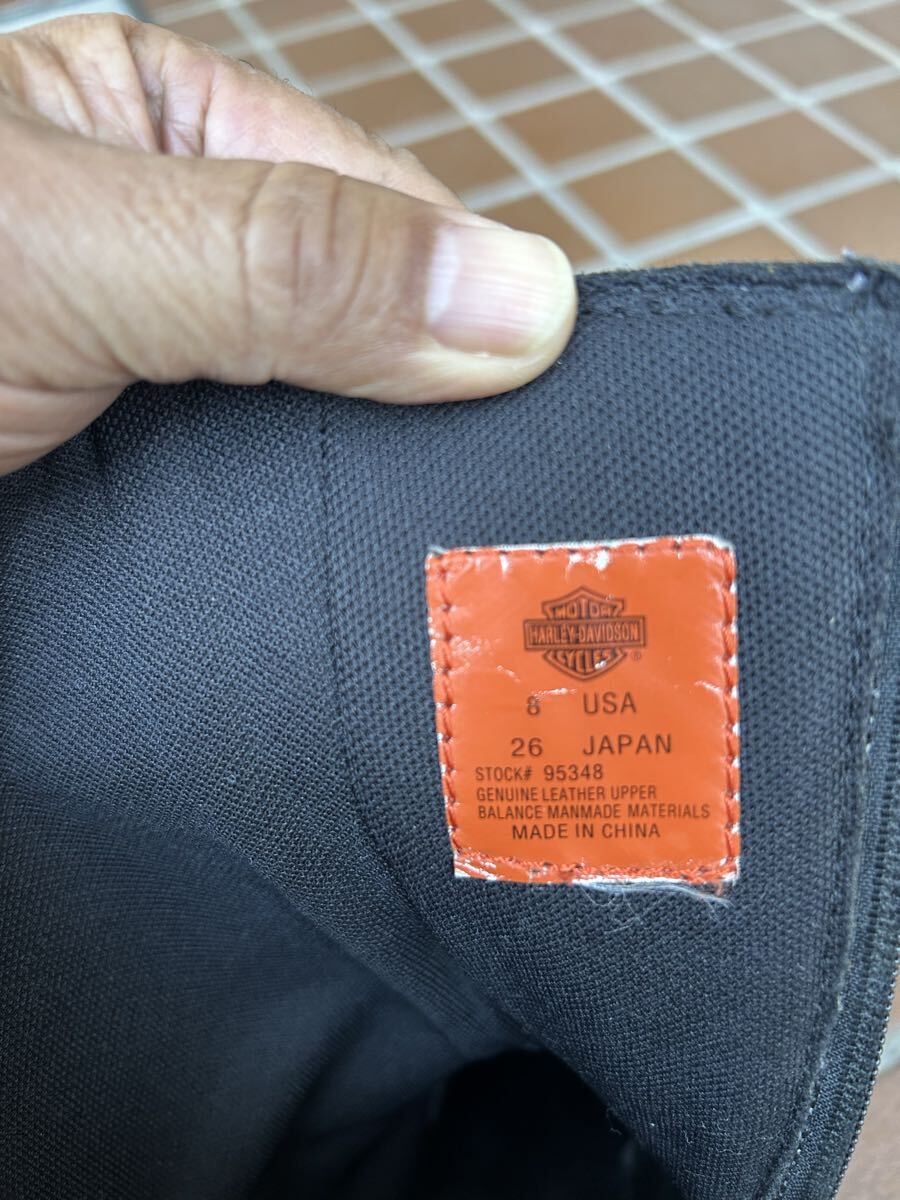 MOTOR
HARLEY-DAVIDSON
CYCLES
®
8 USA
26 JAPAN
STOCK# 95348
GENUINE LEATHER UPPER
BALANCE MANMADE MATERIALS
MADE IN CHINA